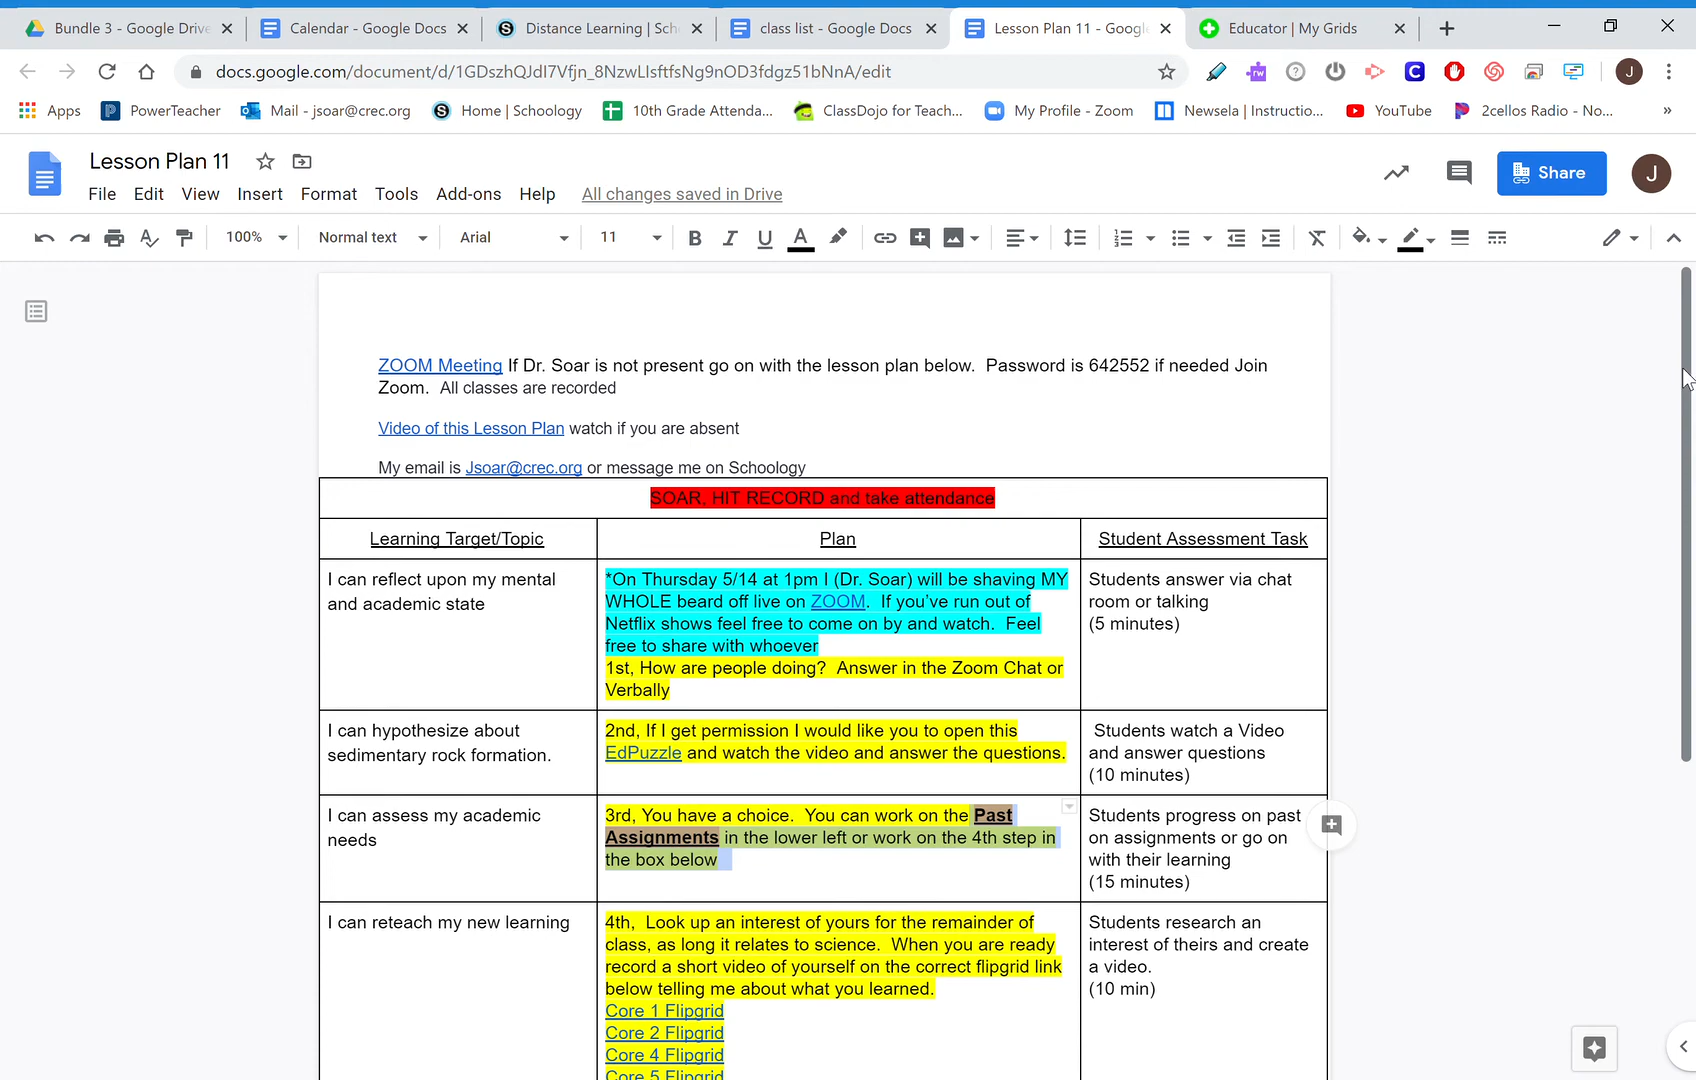 Bundle 3 - Google Drive
Calendar - Google Docs
Distance Learning | Sch
class list - Google Docs
Lesson Plan 11 - Google
Educator | My Grids
docs.google.com/document/d/1GDszhQJdI7Vfjn_8NzwLIsftfsNg9nOD3fdgz51bNnA/edit
J
Apps
PowerTeacher
Mail - jsoar@crec.org
Home | Schoology
10th Grade Attenda...
ClassDojo for Teach...
My Profile - Zoom
Newsela | Instructio...
YouTube
2cellos Radio - No...
»
Lesson Plan 11
File Edit View Insert Format Tools Add-ons Help All changes saved in Drive
Share
J
100% Normal text Arial 11 B I U A
ZOOM Meeting If Dr. Soar is not present go on with the lesson plan below. Password is 642552 if needed Join
Zoom. All classes are recorded
Video of this Lesson Plan watch if you are absent
My email is Jsoar@crec.org or message me on Schoology
SOAR, HIT RECORD and take attendance
Learning Target/Topic
Plan
Student Assessment Task
I can reflect upon my mental
and academic state
*On Thursday 5/14 at 1pm I (Dr. Soar) will be shaving MY
WHOLE beard off live on ZOOM. If you've run out of
Netflix shows feel free to come on by and watch. Feel
free to share with whoever
1st, How are people doing? Answer in the Zoom Chat or
Verbally
Students answer via chat
room or talking
(5 minutes)
I can hypothesize about
sedimentary rock formation.
2nd, If I get permission I would like you to open this
EdPuzzle and watch the video and answer the questions.
Students watch a Video
and answer questions
(10 minutes)
I can assess my academic
needs
3rd, You have a choice. You can work on the Past
Assignments in the lower left or work on the 4th step in
the box below
Students progress on past
on assignments or go on
with their learning
(15 minutes)
I can reteach my new learning
4th, Look up an interest of yours for the remainder of
class, as long it relates to science. When you are ready
record a short video of yourself on the correct flipgrid link
below telling me about what you learned.
Core 1 Flipgrid
Core 2 Flipgrid
Core 4 Flipgrid
Core 5 Flipgrid
Students research an
interest of theirs and create
a video.
(10 min)